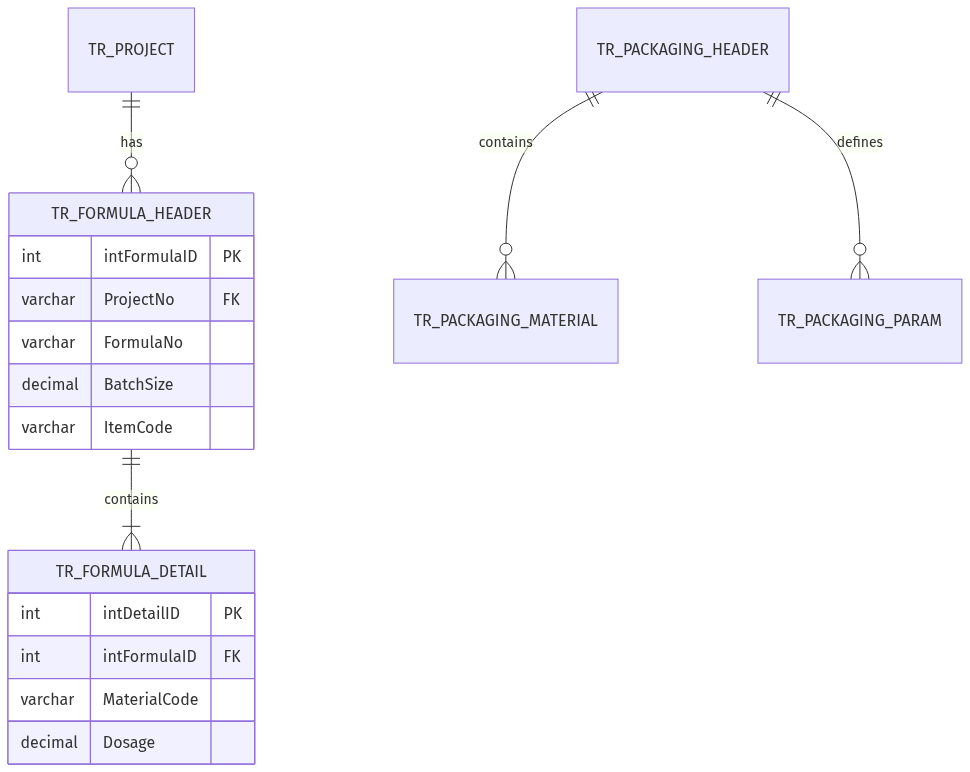 TR_PROJECT
has
TR_FORMULA_HEADER
int intFormulaID PK
varchar ProjectNo FK
varchar FormulaNo
decimal BatchSize
varchar ItemCode
contains
TR_FORMULA_DETAIL
int intDetailID PK
int intFormulaID FK
varchar MaterialCode
decimal Dosage
TR_PACKAGING_HEADER
contains
defines
TR_PACKAGING_MATERIAL
TR_PACKAGING_PARAM